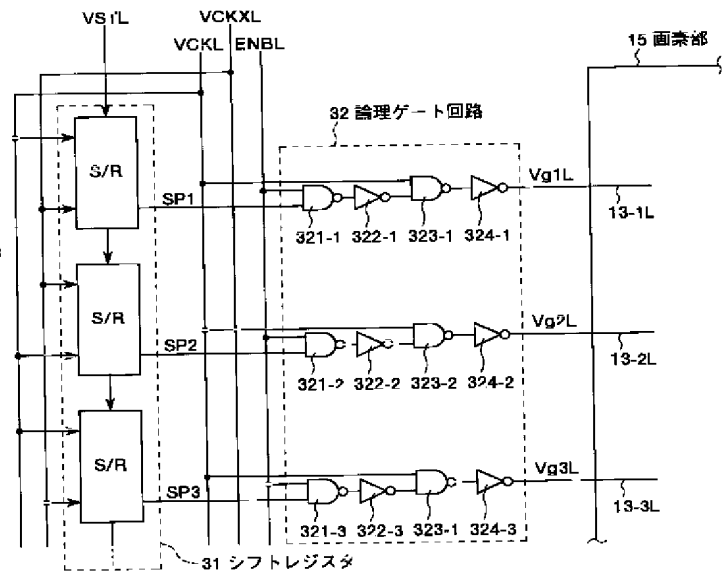 VCKXL
VSTL
VCKL ENBL
15 画素部
32 論理ゲート回路
S/R
SP1
Vg1L
321-1 322-1 323-1 324-1
13-1L
S/R
SP2
Vg2L
321-2 322-2 323-2 324-2
13-2L
S/R
SP3
Vg3L
321-3 322-3 323-1 324-3
13-3L
31 シフトレジスタ